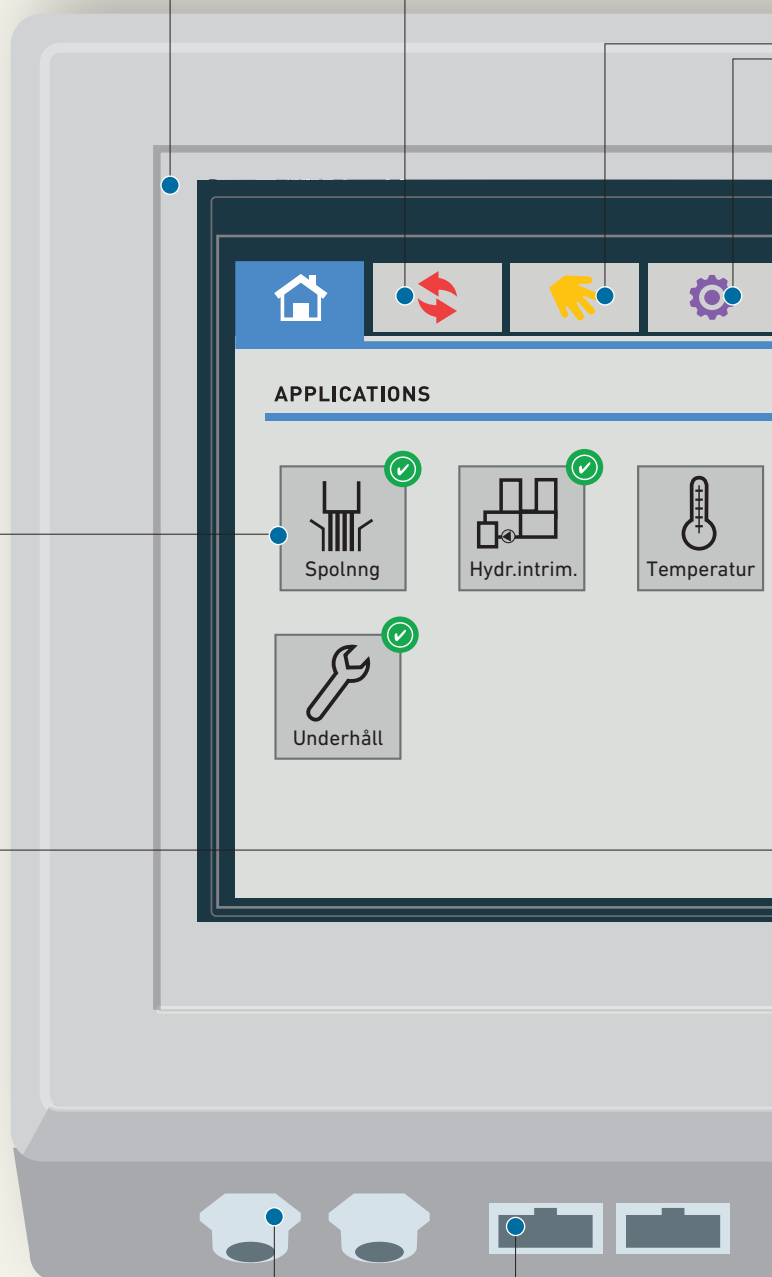 APPLICATIONS
Spolnng
Hydr.intrim.
Temperatur
Underhåll